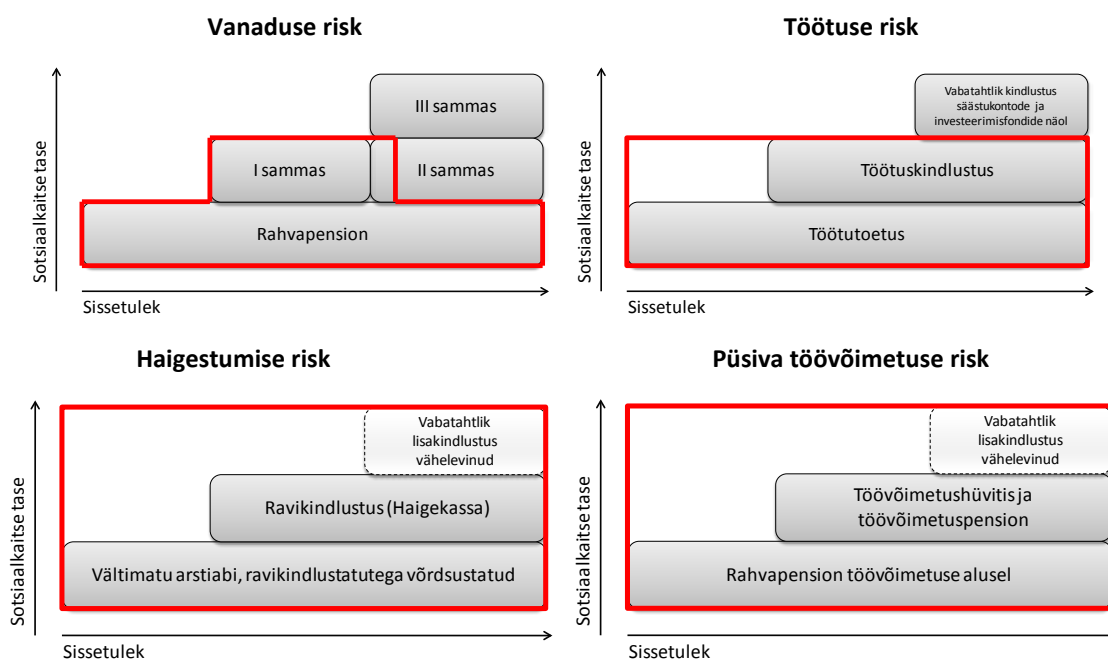 Vanaduse risk
Sotsiaalkaitse tase
III sammas
I sammas
II sammas
Rahvapension
Sissetulek
Töötuse risk
Sotsiaalkaitse tase
Vabatahtlik kindlustus
säästukontode ja
investeerimisfondide näol
Töötuskindlustus
Töötutoetus
Sissetulek
Haigestumise risk
Sotsiaalkaitse tase
Vabatahtlik
lisakindlustus
vähelevinud
Ravikindlustus (Haigekassa)
Vältimatu arstiabi, ravikindlustatutega võrdsustatud
Sissetulek
Püsiva töövõimetuse risk
Sotsiaalkaitse tase
Vabatahtlik
lisakindlustus
vähelevinud
Töövõimetushüvitis ja
töövõimetuspension
Rahvapension töövõimetuse alusel
Sissetulek